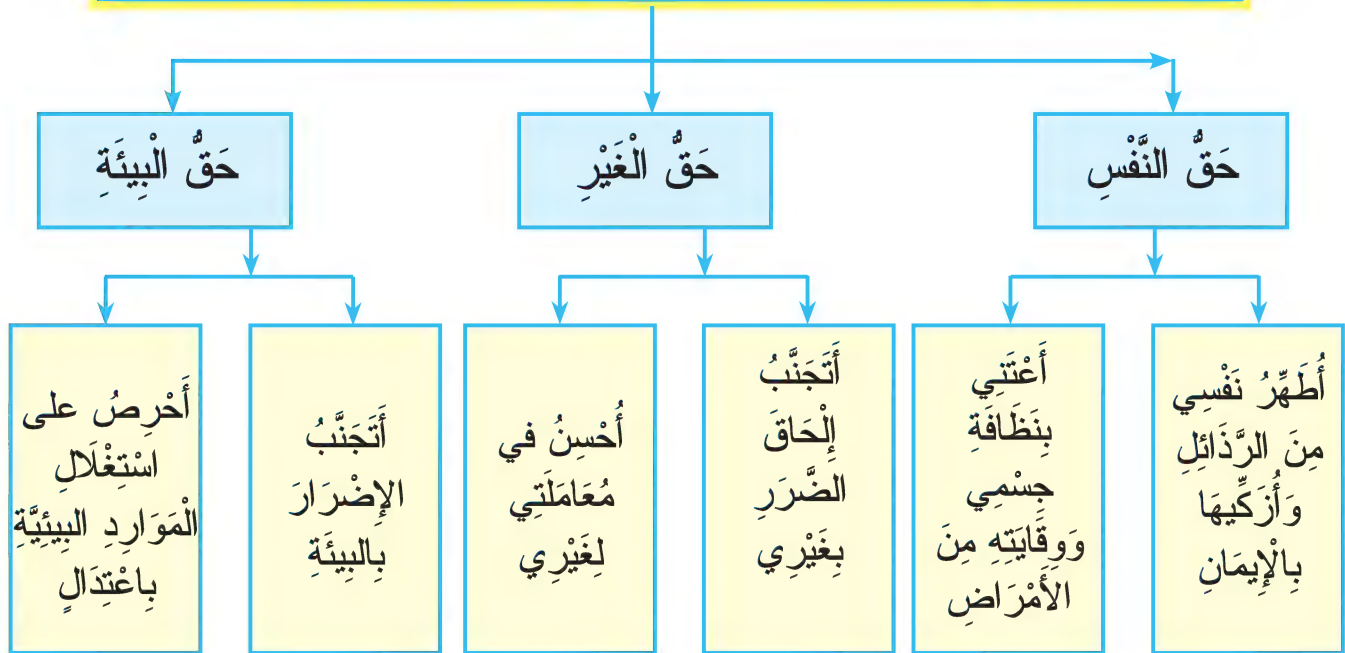 حَقُّ النَّفْسِ
حَقُّ الْغَيْرِ
حَقُّ الْبِيئَةِ
أُطَهِّرُ نَفْسِي
مِنَ الرَّذَائِلِ
وَأُزَكِّيهَا
بِالْإِيمَانِ
أَعْتَنِي
بِنَظَافَةِ
جِسْمِي
وَوِقَايَتِهِ مِنَ
الأَمْرَاضِ
أَتَجَنَّبُ
إِلْحَاقَ
الضَّرَرِ
بِغَيْرِي
أُحْسِنُ في
مُعَامَلَتِي
لِغَيْرِي
أَتَجَنَّبُ
الإِضْرَارَ
بِالبِيئَةِ
أَحْرِصُ على
اسْتِغْلَالِ
الْمَوَارِدِ البِيئِيَّةِ
بِاعْتِدَالٍ